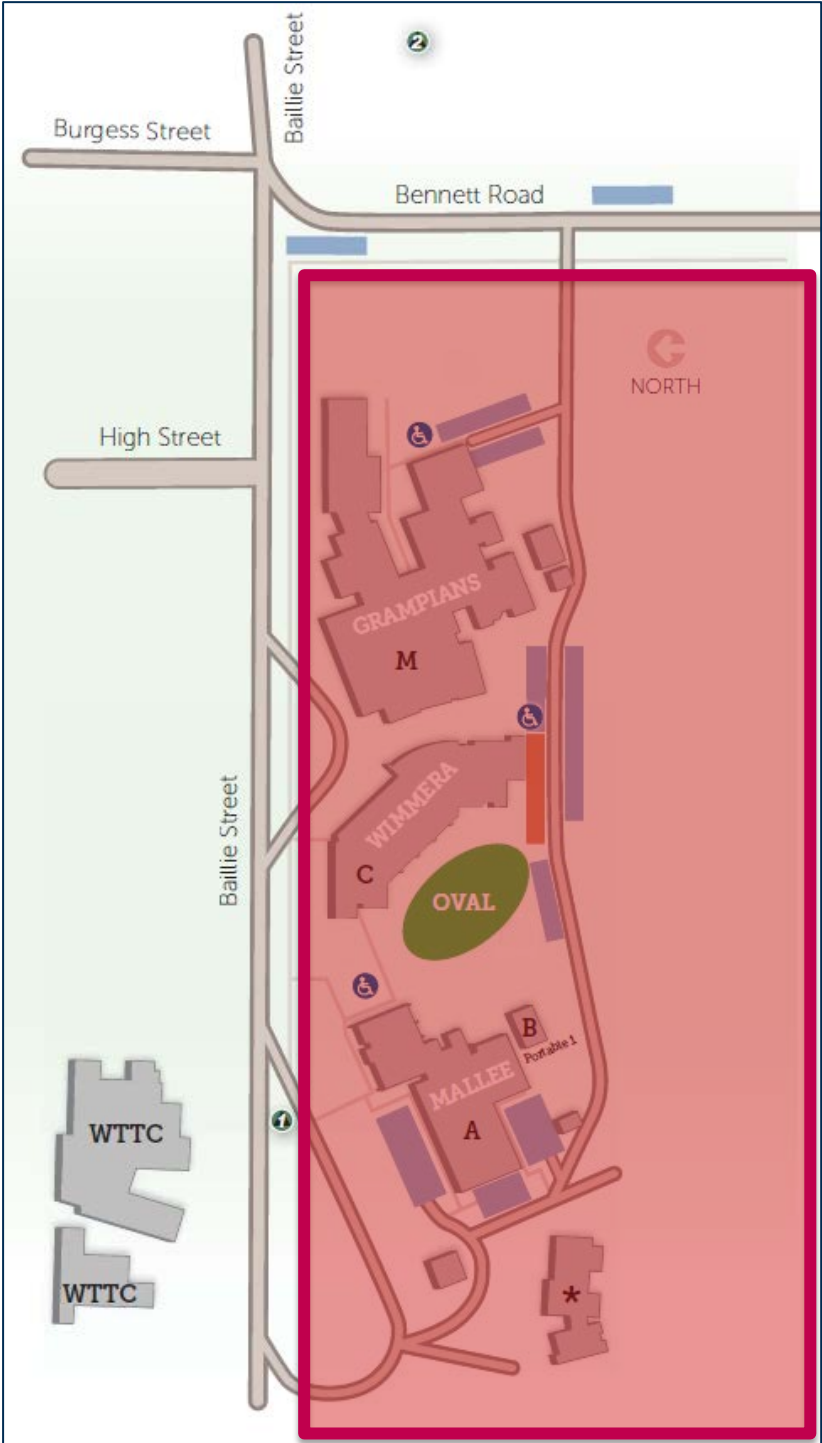 2
Baillie Street
Burgess Street
Bennett Road
NORTH
High Street
GRAMPIANS
M
WIMMERA
Baillie Street
C
OVAL
B
Portable 1
MALLEE
A
1
WTTC
WTTC
*